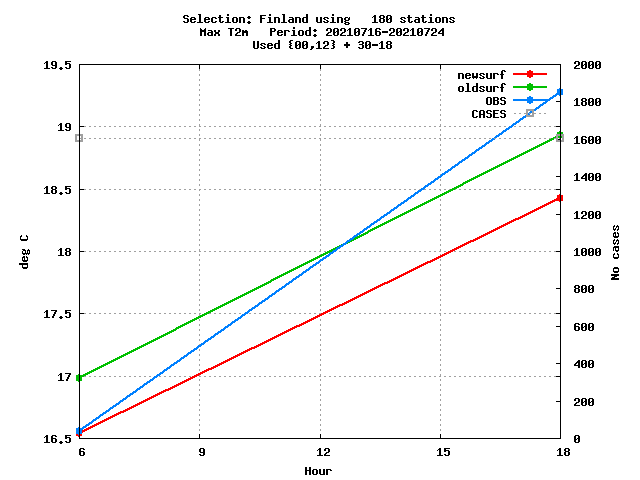 Selection: Finland using   180 stations
Max T2m   Period: 20210716-20210724
Used {00,12} + 30-18
19.5
19
18.5
18
17.5
17
16.5
deg C
newsurf
oldsurf
OBS
CASES
2000
1800
1600
1400
1200
1000
800
600
400
200
0
No cases
6 9 12 15 18
Hour